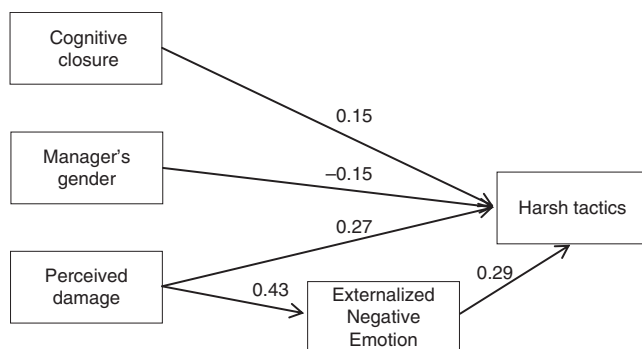 Cognitive
closure
0.15
Manager's
gender
–0.15
Harsh tactics
0.27
Perceived
damage
0.43
0.29
Externalized
Negative
Emotion